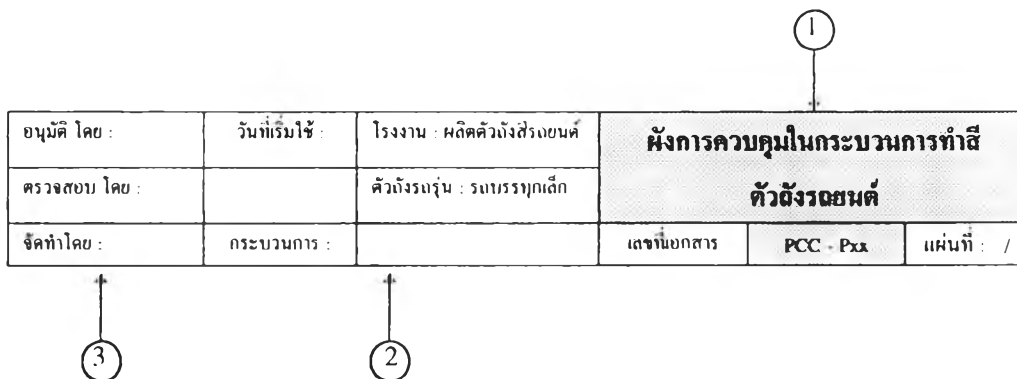 1
อนุมัติ โดย : วันที่เริ่มใช้ : โรงงาน : ผลิตตัวถังสีรถยนต์ ผังการควบคุมในกระบวนการทำสี
ตรวจสอบ โดย : ตัวถังรถรุ่น : รถบรรทุกเล็ก ตัวถังรถยนต์
จัดทำโดย : กระบวนการ : เลขที่เอกสาร PCC - Pxx แผ่นที่ : /
3 2